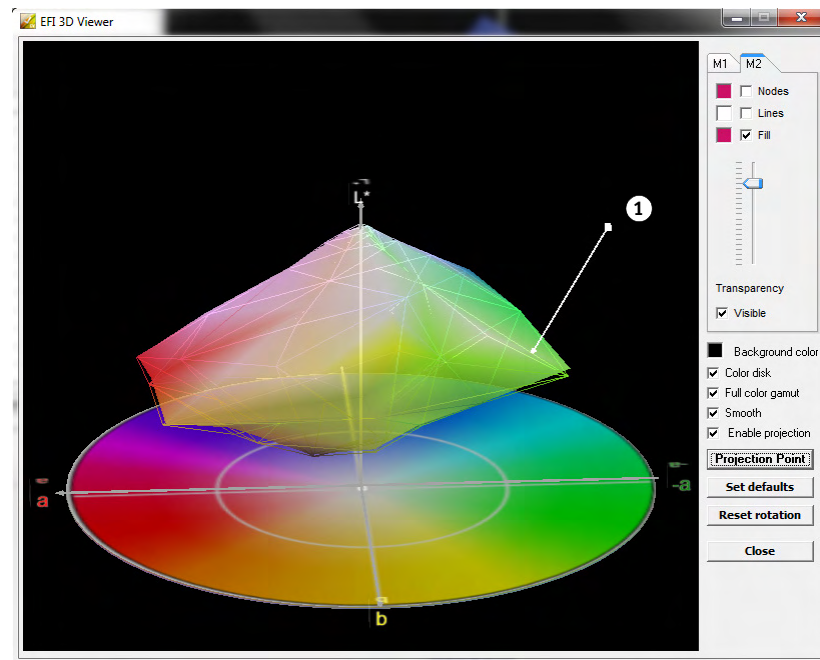 EFI 3D Viewer
M1 M2
Nodes
Lines
Fill
L*
1
Transparency
Visible
Background color
Color disk
Full color gamut
Smooth
Enable projection
Projection Point
a -a
Set defaults
Reset rotation
Close
b